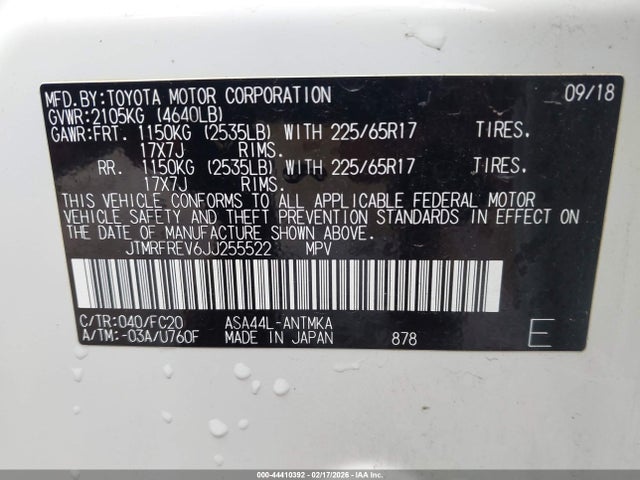 MFD.BY:TOYOTA MOTOR CORPORATION 09/18
GVWR:2105KG (4640LB)
GAWR:FRT. 1150KG (2535LB) WITH 225/65R17 TIRES.
17X7J RIMS.
RR. 1150KG (2535LB) WITH 225/65R17 TIRES.
17X7J RIMS.
THIS VEHICLE CONFORMS TO ALL APPLICABLE FEDERAL MOTOR
VEHICLE SAFETY AND THEFT PREVENTION STANDARDS IN EFFECT ON
THE DATE OF MANUFACTURE SHOWN ABOVE.
JTMRFREV6JJ255522 MPV
C/TR:040/FC20 ASA44L-ANTMKA
A/TM:-03A/U760F MADE IN JAPAN 878 E
000-44410392 - 02/17/2026 - IAA Inc.